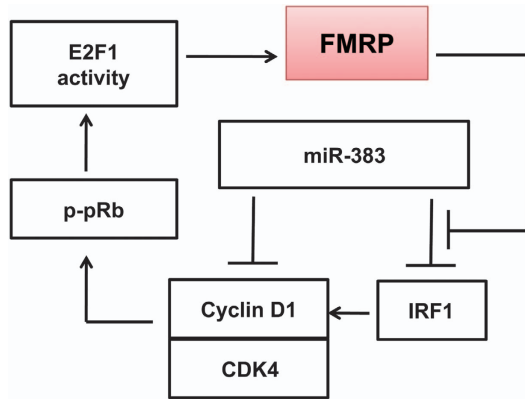 E2F1
activity
FMRP
miR-383
p-pRb
Cyclin D1
IRF1
CDK4